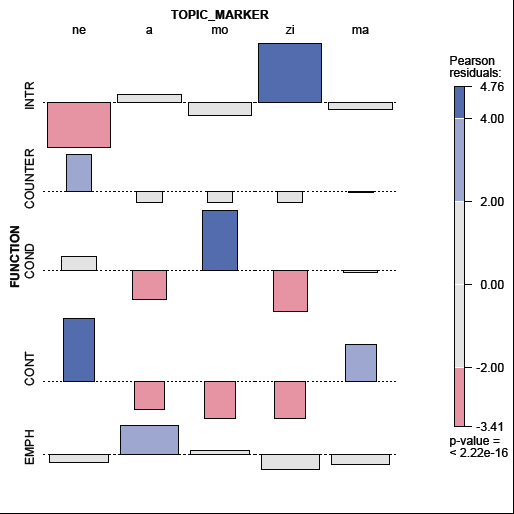 TOPIC_MARKER
ne a mo zi ma
FUNCTION
INTR
COUNTER
COND
CONT
EMPH
Pearson
residuals:
4.76
4.00
2.00
0.00
-2.00
-3.41
p-value =
< 2.22e-16